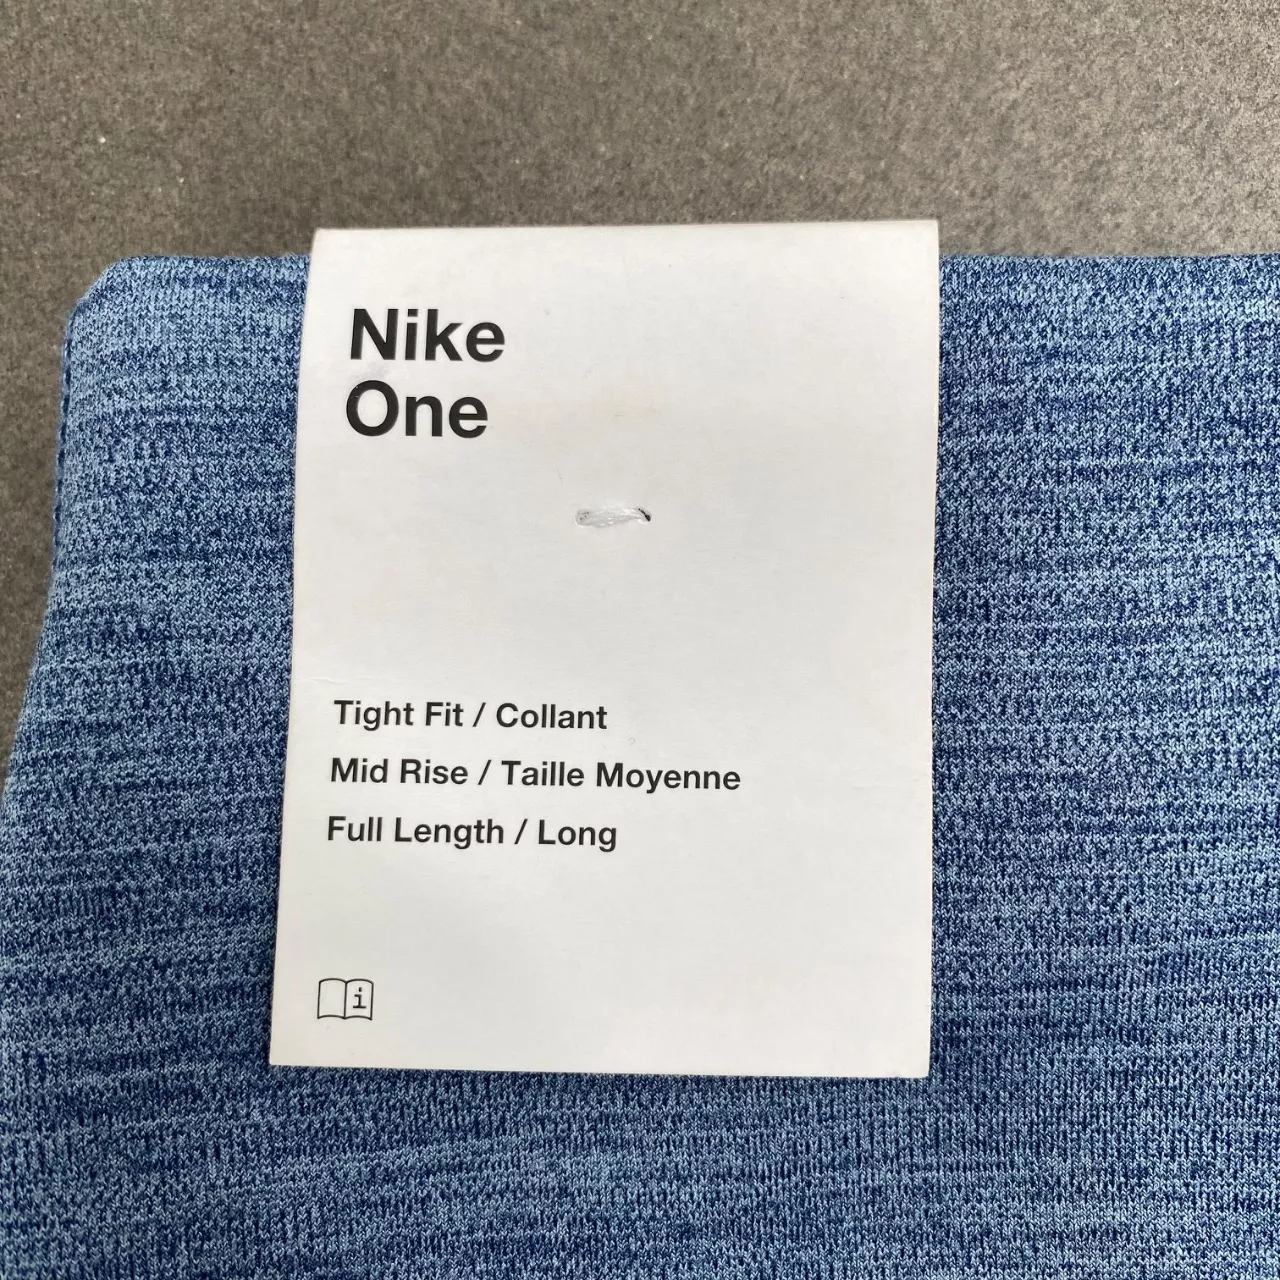 Nike
One
Tight Fit / Collant
Mid Rise / Taille Moyenne
Full Length / Long
i